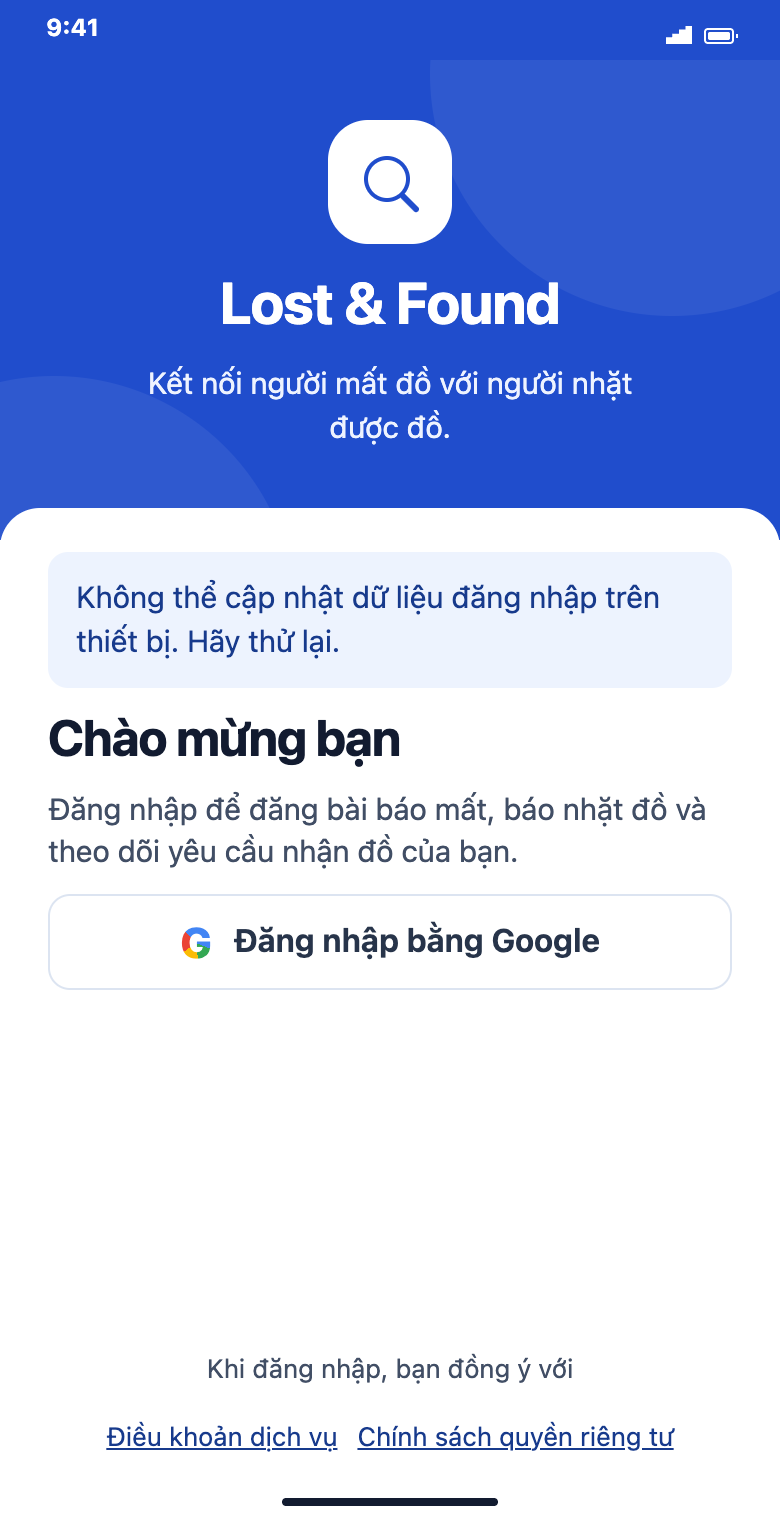 9:41
Lost & Found
Kết nối người mất đồ với người nhặt
được đồ.
Không thể cập nhật dữ liệu đăng nhập trên
thiết bị. Hãy thử lại.
Chào mừng bạn
Đăng nhập để đăng bài báo mất, báo nhặt đồ và
theo dõi yêu cầu nhận đồ của bạn.
Đăng nhập bằng Google
Khi đăng nhập, bạn đồng ý với
Điều khoản dịch vụ Chính sách quyền riêng tư